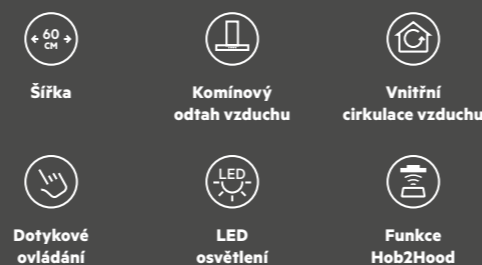 60
CM
Šířka
Komínový
odtah vzduchu
Vnitřní
cirkulace vzduchu
LED
Dotykové
ovládání
LED
osvětlení
Funkce
Hob2Hood